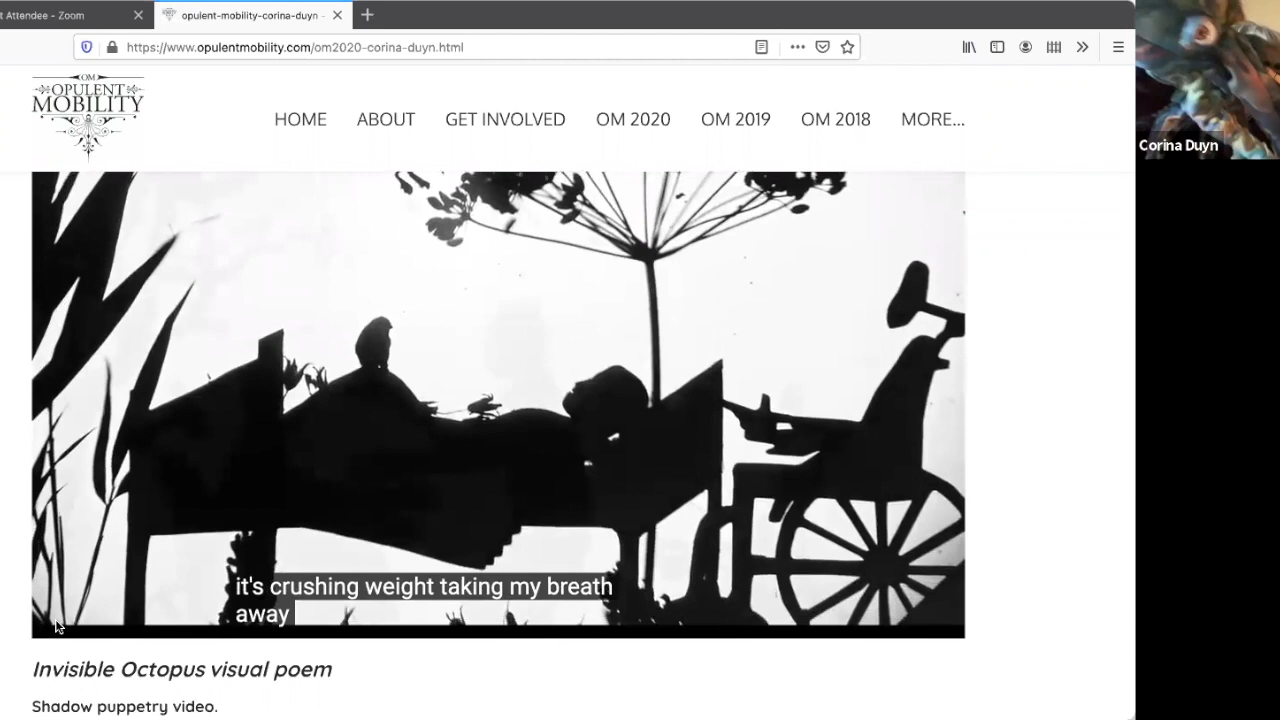 t Attendee - Zoom
opulent-mobility-corina-duyn -
https://www.opulentmobility.com/om2020-corina-duyn.html
OM
OPULENT
MOBILITY
HOME ABOUT GET INVOLVED OM 2020 OM 2019 OM 2018 MORE...
Corina Duyn
it's crushing weight taking my breath
away
Invisible Octopus visual poem
Shadow puppetry video.